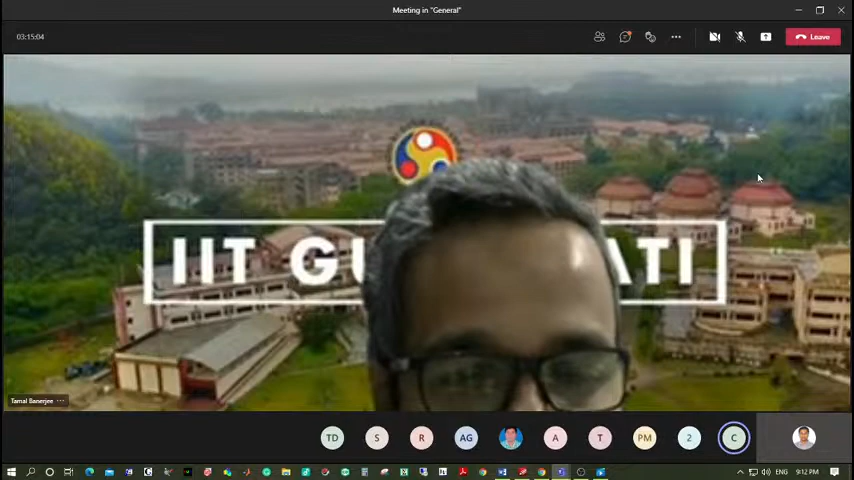 Meeting in "General"
03:15:04
Leave
IIT GU ATI
Tamal Banerjee
TD
S
R
AG
A
T
PM
2
C
ENG
9:12 PM